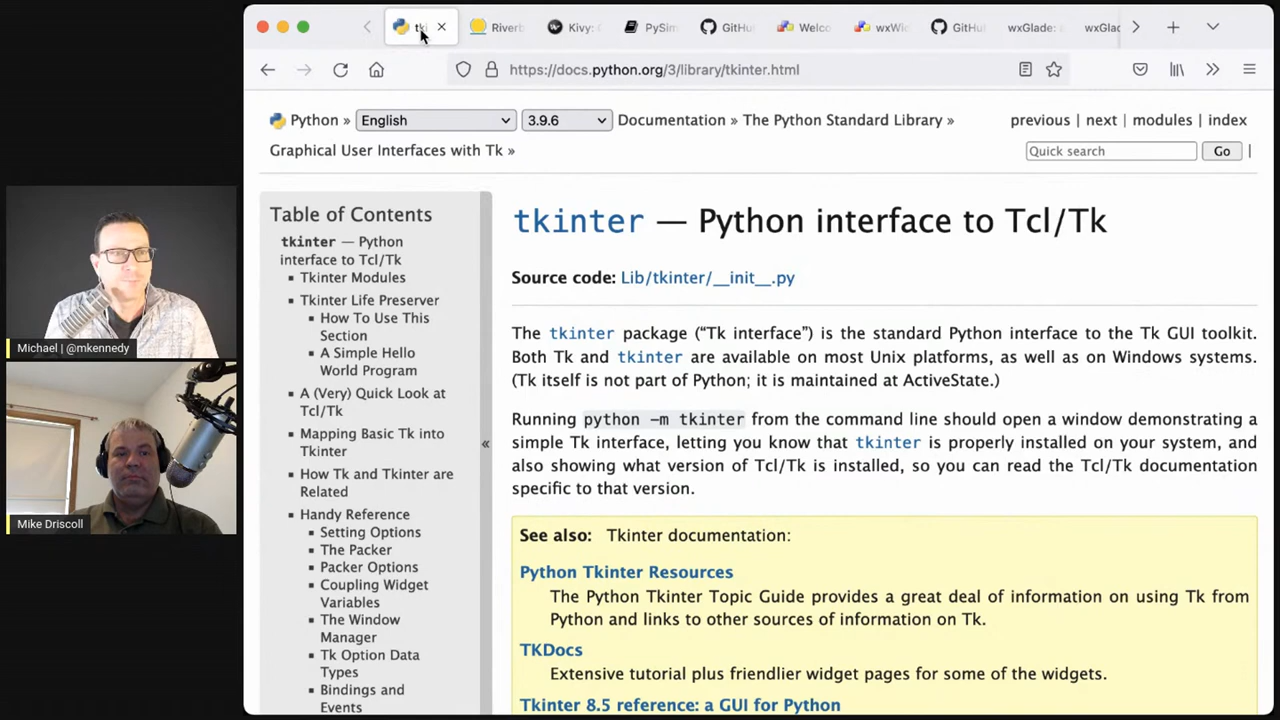 tki
Riverb
Kivy:
PySim
GitHu
Welco
wxWic
GitHu
wxGlade:
wxGlad
https://docs.python.org/3/library/tkinter.html
Python » English 3.9.6 Documentation » The Python Standard Library »
previous | next | modules | index
Graphical User Interfaces with Tk »
Quick search Go |
Table of Contents
tkinter — Python
interface to Tcl/Tk
Tkinter Modules
Tkinter Life Preserver
How To Use This
Section
A Simple Hello
World Program
A (Very) Quick Look at
Tcl/Tk
Mapping Basic Tk into
Tkinter
How Tk and Tkinter are
Related
Handy Reference
Setting Options
The Packer
Packer Options
Coupling Widget
Variables
The Window
Manager
Tk Option Data
Types
Bindings and
Events
«
tkinter — Python interface to Tcl/Tk
Source code: Lib/tkinter/__init__.py
The tkinter package (“Tk interface”) is the standard Python interface to the Tk GUI toolkit.
Both Tk and tkinter are available on most Unix platforms, as well as on Windows systems.
(Tk itself is not part of Python; it is maintained at ActiveState.)
Running python -m tkinter from the command line should open a window demonstrating a
simple Tk interface, letting you know that tkinter is properly installed on your system, and
also showing what version of Tcl/Tk is installed, so you can read the Tcl/Tk documentation
specific to that version.
See also: Tkinter documentation:
Python Tkinter Resources
The Python Tkinter Topic Guide provides a great deal of information on using Tk from
Python and links to other sources of information on Tk.
TKDocs
Extensive tutorial plus friendlier widget pages for some of the widgets.
Tkinter 8.5 reference: a GUI for Python
Michael | @mkennedy
Mike Driscoll